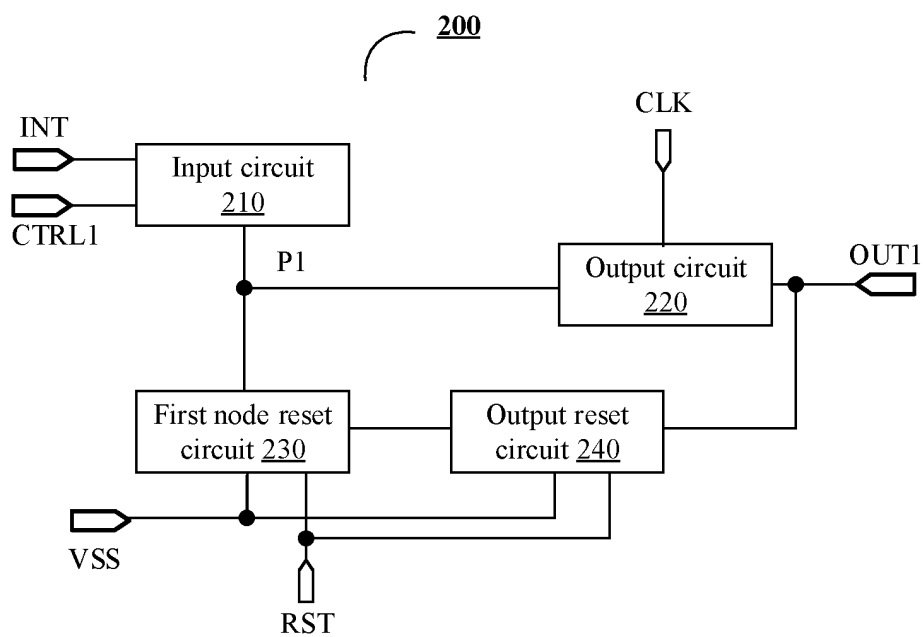 200
CLK
INT
Input circuit
210
CTRL1
P1
Output circuit
220
OUT1
First node reset
circuit 230
Output reset
circuit 240
VSS
RST